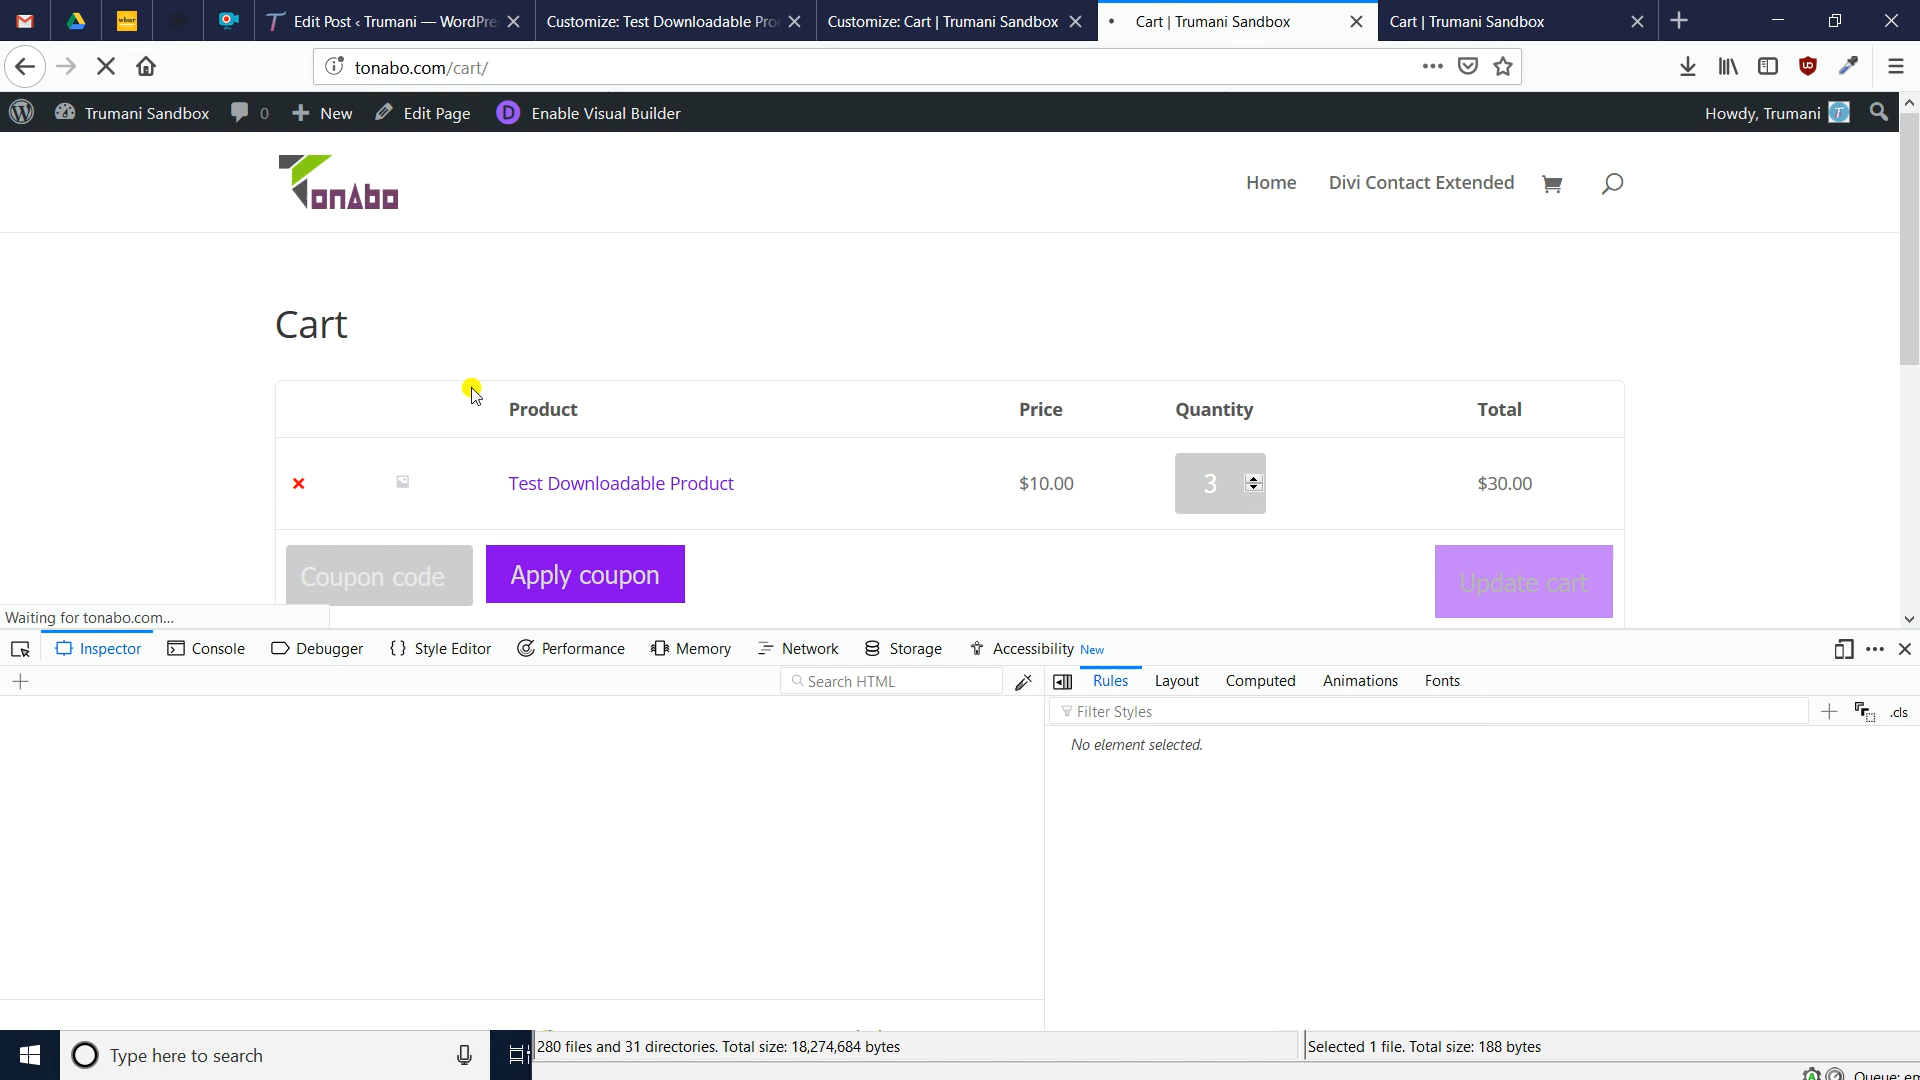 wbur
Edit Post ‹ Trumani — WordPre
Customize: Test Downloadable Pro
Customize: Cart | Trumani Sandbox
Cart | Trumani Sandbox
Cart | Trumani Sandbox
tonabo.com/cart/
Trumani Sandbox
0
New
Edit Page
D
Enable Visual Builder
Howdy, Trumani
TonAbo
Home
Divi Contact Extended
Cart
Product
Price
Quantity
Total
Test Downloadable Product
$10.00
3
$30.00
Coupon code
Apply coupon
Update cart
Waiting for tonabo.com...
Inspector
Console
Debugger
Style Editor
Performance
Memory
Network
Storage
Accessibility New
Search HTML
Rules
Layout
Computed
Animations
Fonts
Filter Styles
.cls
No element selected.
Type here to search
280 files and 31 directories. Total size: 18,274,684 bytes
Selected 1 file. Total size: 188 bytes